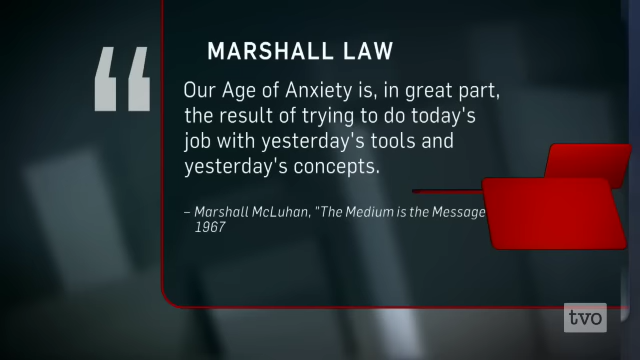 MARSHALL LAW
Our Age of Anxiety is, in great part,
the result of trying to do today's
job with yesterday's tools and
yesterday's concepts.
– Marshall McLuhan, "The Medium is the Message
1967
tvo